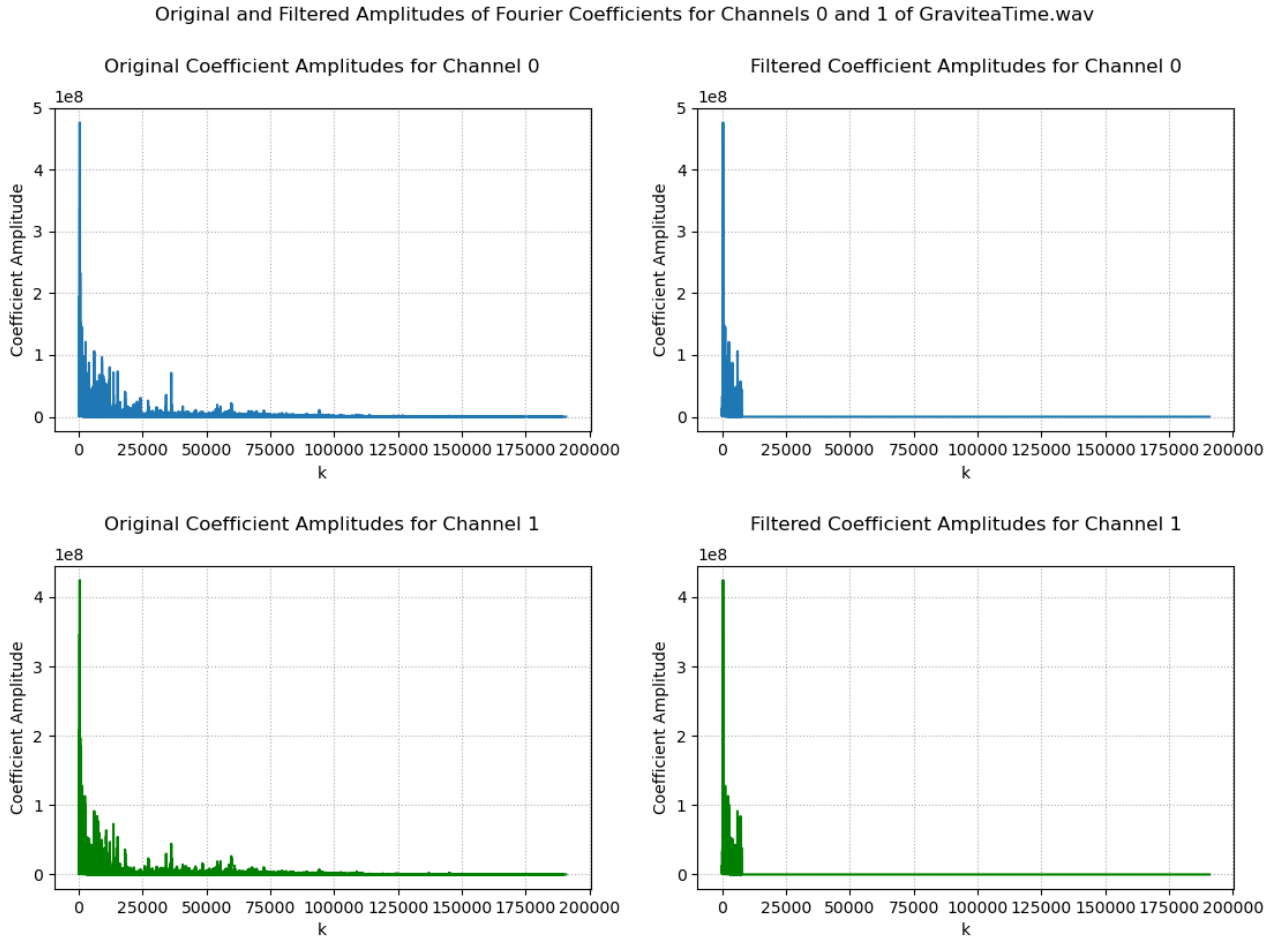 Original and Filtered Amplitudes of Fourier Coefficients for Channels 0 and 1 of GraviteaTime.wav
Original Coefficient Amplitudes for Channel 0
1e8
5
4
3
2
1
0
Coefficient Amplitude
0 25000 50000 75000 100000 125000 150000 175000 200000
k
Filtered Coefficient Amplitudes for Channel 0
1e8
5
4
3
2
1
0
Coefficient Amplitude
0 25000 50000 75000 100000 125000 150000 175000 200000
k
Original Coefficient Amplitudes for Channel 1
1e8
4
3
2
1
0
Coefficient Amplitude
0 25000 50000 75000 100000 125000 150000 175000 200000
k
Filtered Coefficient Amplitudes for Channel 1
1e8
4
3
2
1
0
Coefficient Amplitude
0 25000 50000 75000 100000 125000 150000 175000 200000
k